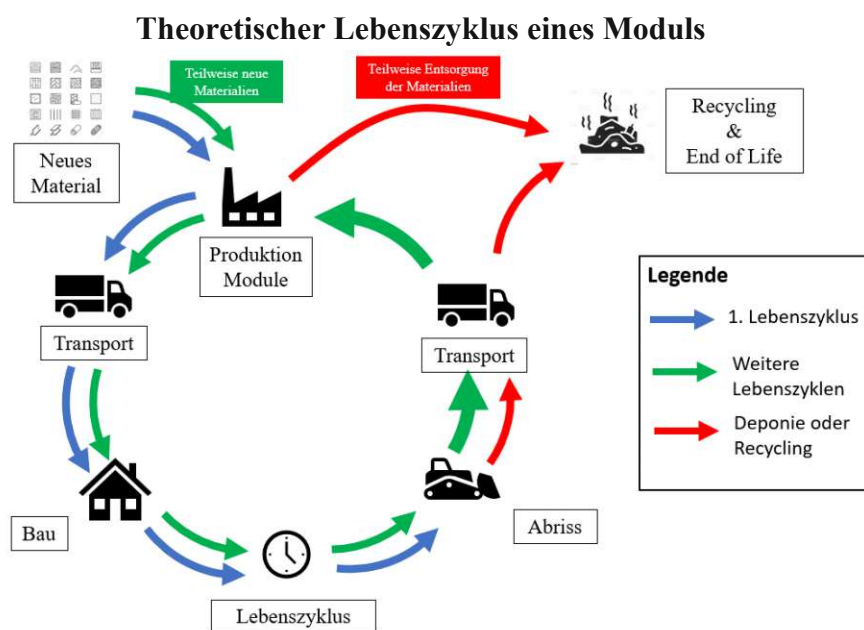 Theoretischer Lebenszyklus eines Moduls
Teilweise neue
Materialien
Teilweise Entsorgung
der Materialien
Recycling
&
End of Life
Neues
Material
Produktion
Module
Transport
Transport
Legende
1. Lebenszyklus
Weitere
Lebenszyklen
Deponie oder
Recycling
Bau
Abriss
Lebenszyklus